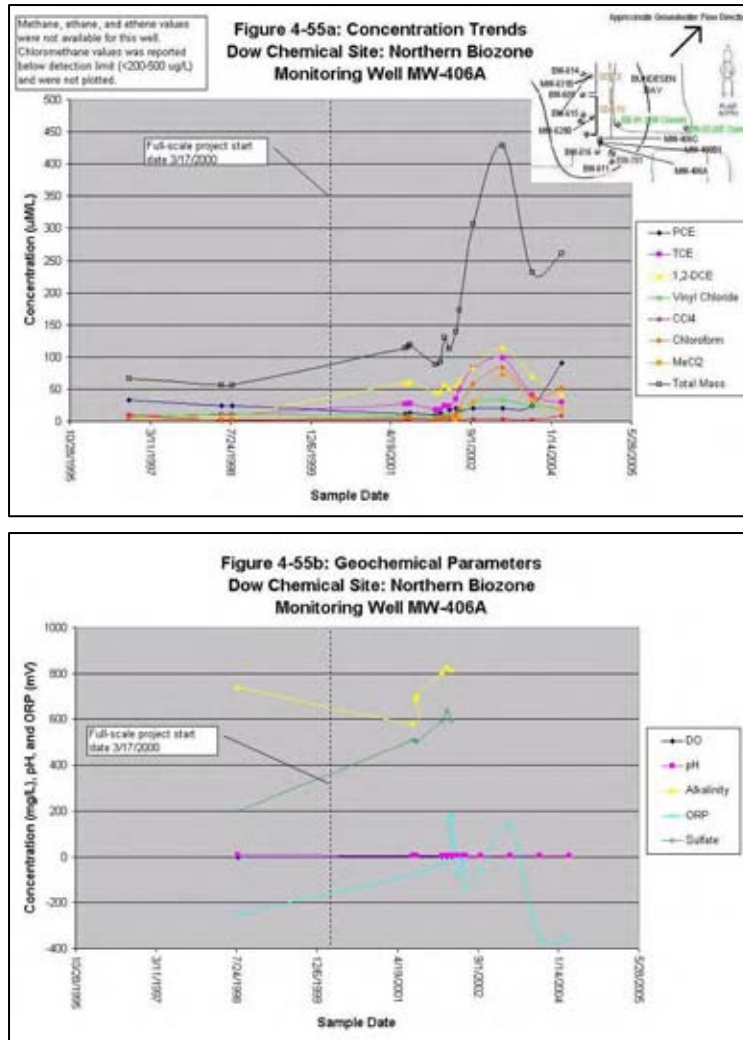 Methane, ethane, and ethene values
were not available for this well.
Chloromethane values was reported
below detection limit (<200-500 ug/L)
and were not plotted.
Figure 4-55a: Concentration Trends
Dow Chemical Site: Northern Biozone
Monitoring Well MW-406A
Approximate Groundwater Flow Directi
BUNDESEN
BAY
MW-406A
Full-scale project start
date 3/17/2000
Concentration (uM/L)
500
450
400
350
300
250
200
150
100
50
0
10/28/1995
3/11/1997
7/24/1998
12/6/1999
4/19/2001
9/1/2002
1/14/2004
5/28/2005
Sample Date
PCE
TCE
1,2-DCE
Vinyl Chloride
CCl4
Chloroform
MeCl2
Total Mass
Figure 4-55b: Geochemical Parameters
Dow Chemical Site: Northern Biozone
Monitoring Well MW-406A
Full-scale project start
date 3/17/2000
Concentration (mg/L), pH, and ORP (mV)
1000
800
600
400
200
0
-200
-400
10/28/1995
3/11/1997
7/24/1998
12/6/1999
4/19/2001
9/1/2002
1/14/2004
5/28/2005
Sample Date
DO
pH
Alkalinity
ORP
Sulfate